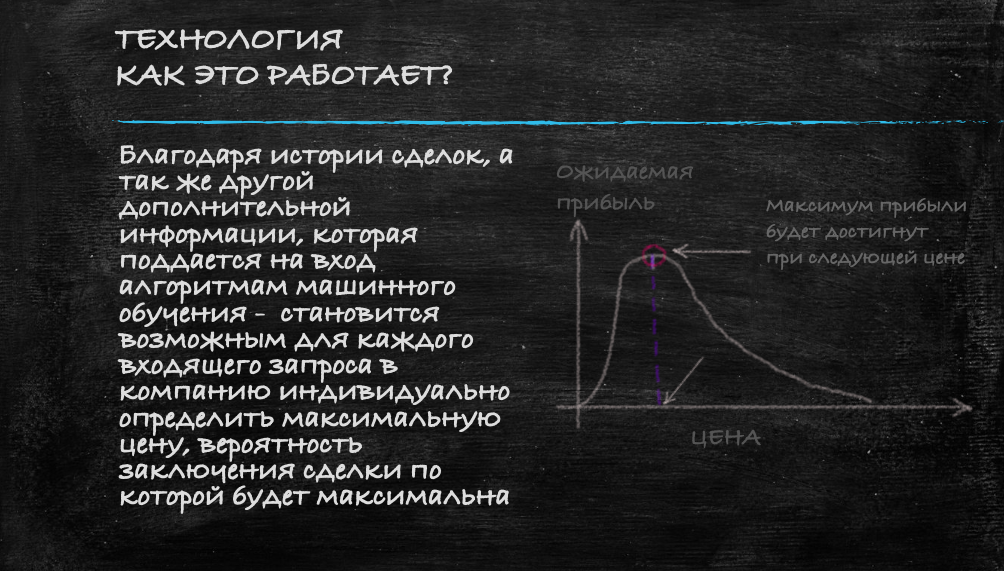 ТЕХНОЛОГИЯ
КАК ЭТО РАБОТАЕТ?
Благодаря истории сделок, а
так же другой
дополнительной
информации, которая
поддается на вход
алгоритмам машинного
обучения - становится
возможным для каждого
входящего запроса в
компанию индивидуально
определить максимальную
цену, вероятность
заключения сделки по
которой будет максимальна
Ожидаемая
прибыль
Максимум прибыли
будет достигнут
при следующей цене
ЦЕНА